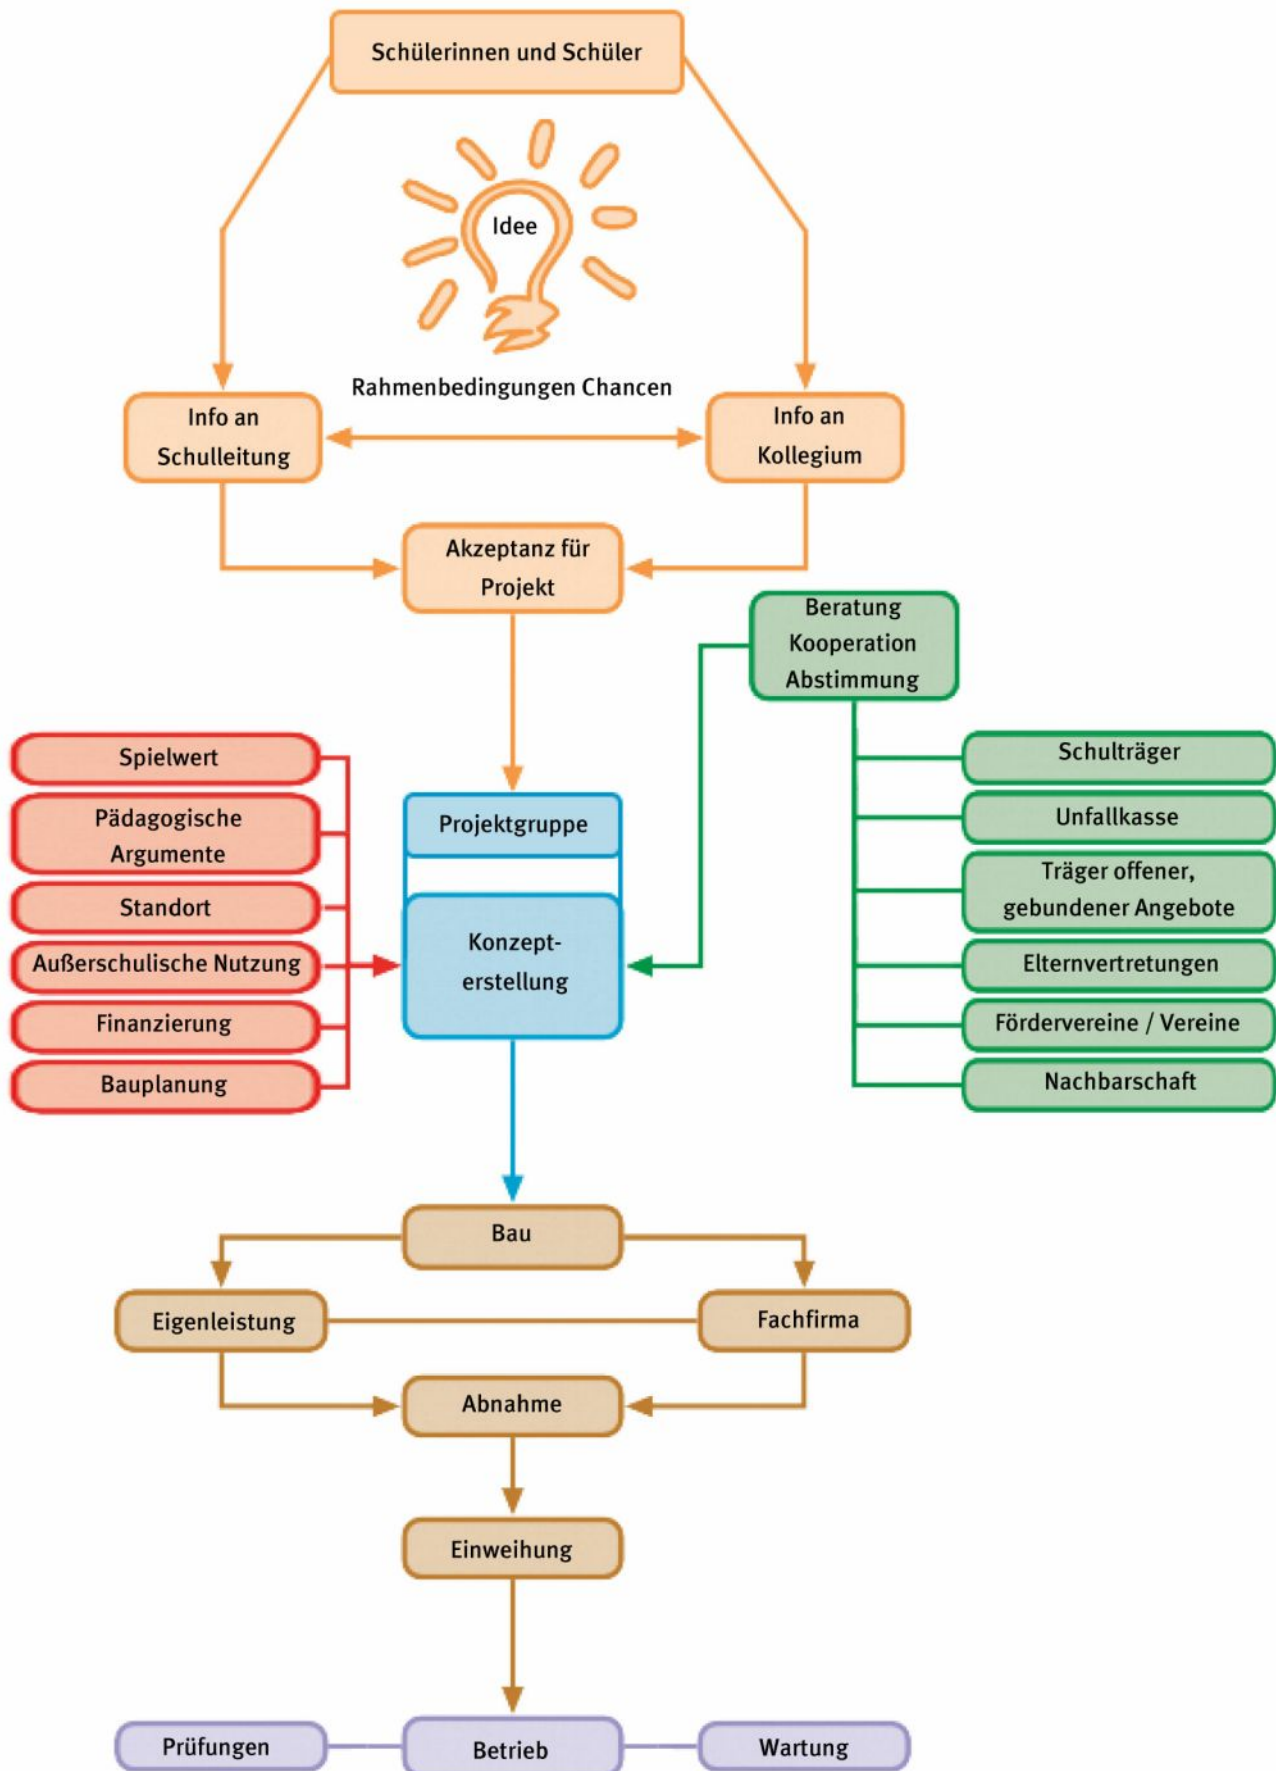 Schülerinnen und Schüler
Idee
Rahmenbedingungen Chancen
Info an
Schulleitung
Info an
Kollegium
Akzeptanz für
Projekt
Beratung
Kooperation
Abstimmung
Spielwert
Pädagogische
Argumente
Standort
Außerschulische Nutzung
Finanzierung
Bauplanung
Projektgruppe
Konzept-
erstellung
Schulträger
Unfallkasse
Träger offener,
gebundener Angebote
Elternvertretungen
Fördervereine / Vereine
Nachbarschaft
Bau
Eigenleistung
Fachfirma
Abnahme
Einweihung
Prüfungen
Betrieb
Wartung